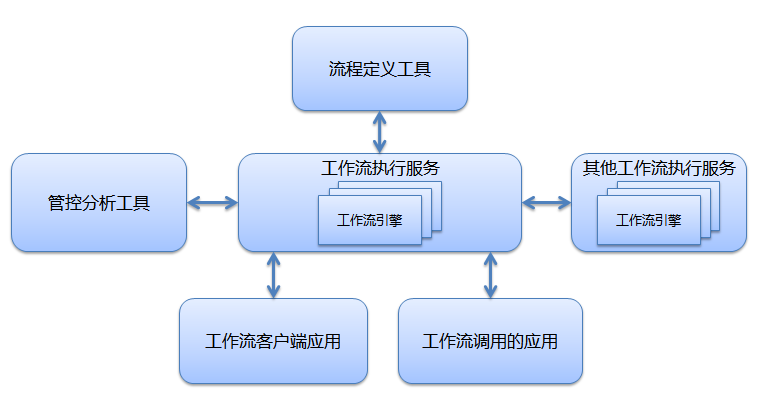 流程定义工具
管控分析工具
工作流执行服务
工作流引擎
其他工作流执行服务
工作流引擎
工作流客户端应用
工作流调用的应用